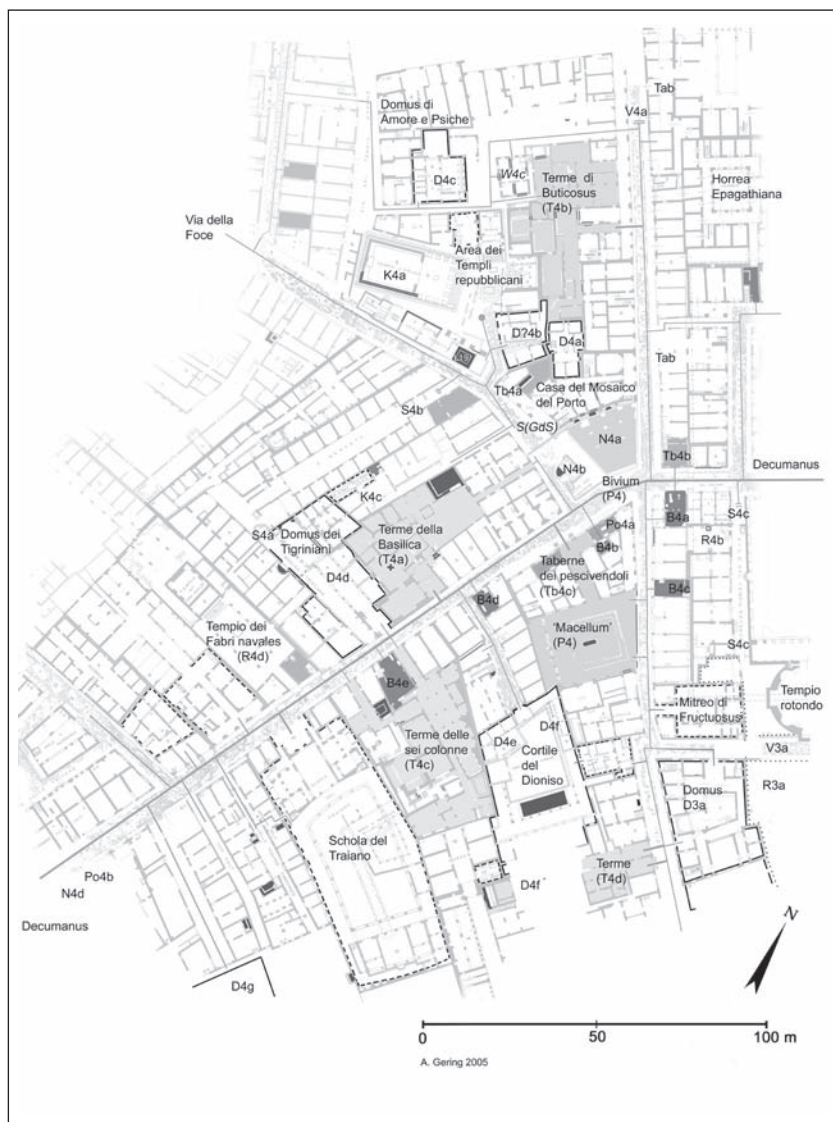 Tab
V4a
Domus di
Amore e Psiche
D4c
W4c
Terme di
Buticosus
(T4b)
Horrea
Epagathiana
Via della
Foce
Area dei
Templi
repubblicani
K4a
D?4b
D4a
Tab
Tb4a
Casa del Mosaico
del Porto
S4b
S(GdS)
N4a
Tb4b
Decumanus
N4b
Bivium
(P4)
K4c
S4a
Domus dei
Tigriniani
Terme della
Basilica
(T4a)
D4d
B4a
S4c
Po4a
R4b
B4b
Taberne
dei pescivendoli
(Tb4c)
B4c
B4d
Tempio dei
Fabri navales
(R4d)
'Macellum'
(P4)
S4c
B4e
Mitreo di
Fructuosus
Tempio
rotondo
Terme delle
sei colonne
(T4c)
D4e
D4f
Cortile
del
Dioniso
V3a
Domus
D3a
R3a
Schola del
Traiano
Terme
(T4d)
Po4b
N4d
D4f
Decumanus
D4g
N
0 50 100 m
A. Gering 2005